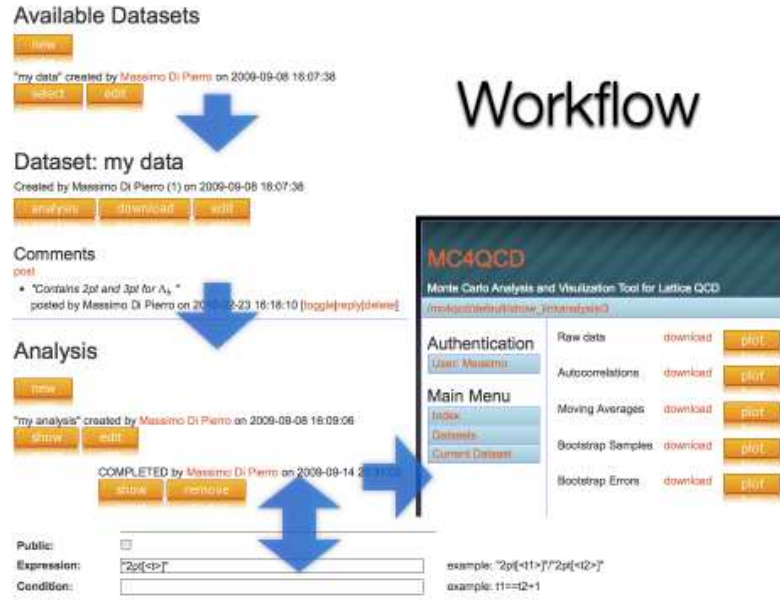 Available Datasets
new
"my data" created by Massimo Di Pierro on 2009-09-08 16:07:38
select edit
Workflow
Dataset: my data
Created by Massimo Di Pierro (1) on 2009-09-08 16:07:38
analysis download edit
Comments
post
• "Contains 2pt and 3pt for Λb "
posted by Massimo Di Pierro on 23 16:18:10 [toggle|reply|delete]
Analysis
new
"my analysis" created by Massimo Di Pierro on 2009-09-08 16:09:06
show edit
COMPLETED by Massimo Di Pierro on 2009-09-14
show remove
MC4QCD
Monte Carlo Analysis and Visulization Tool for Lattice QCD
Authentication
User: Massimo
Main Menu
Index
Datasets
Current Dataset
Raw data download plot
Autocorrelations download plot
Moving Averages download plot
Bootstrap Samples download plot
Bootstrap Errors download plot
Public:
Expression: "2pt[<t>]" example: "2pt[<t1>]"/"2pt[<t2>]"
Condition: example: t1==t2+1